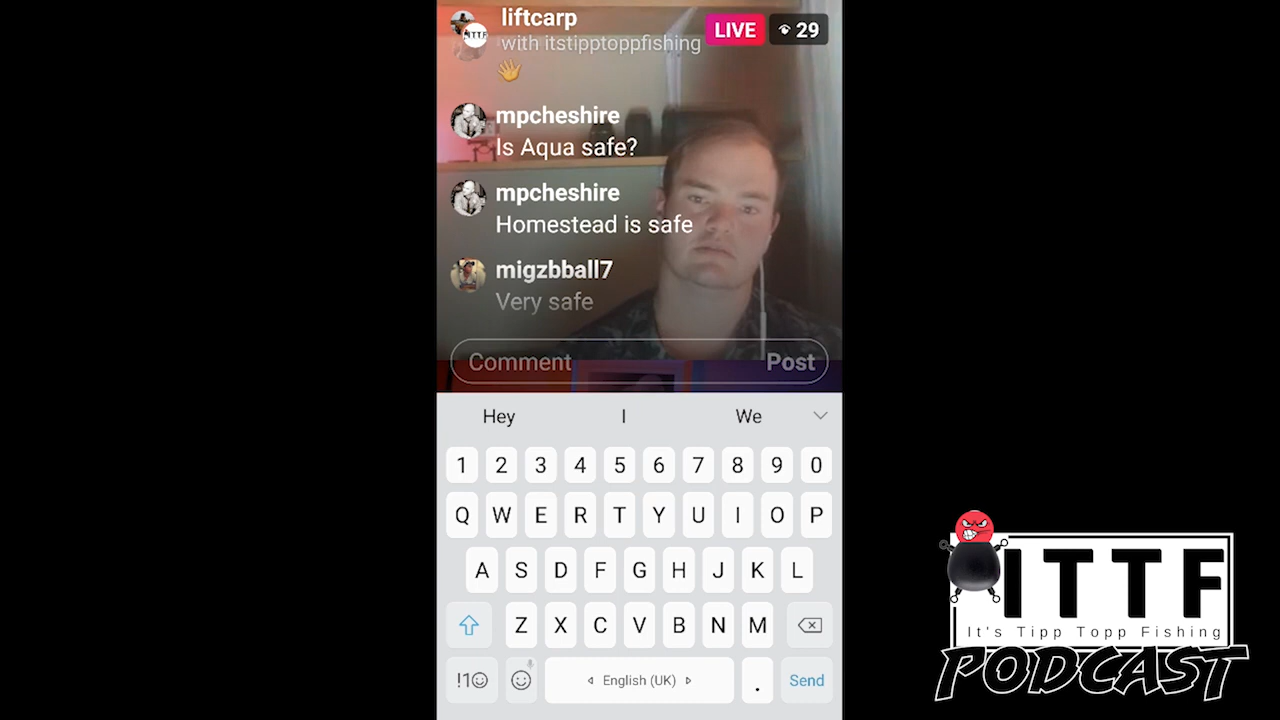 liftcarp
LIVE
29
ITTF
with itstipptoppfishing
👋
mpcheshire
Is Aqua safe?
mpcheshire
Homestead is safe
migzbball7
Very safe
Comment
Post
Hey
I
We
1 2 3 4 5 6 7 8 9 0
Q W E R T Y U I O P
A S D F G H J K L
Z X C V B N M
!1☺
English (UK)
.
Send
ITTF
It's Tipp Topp Fishing
PODCAST